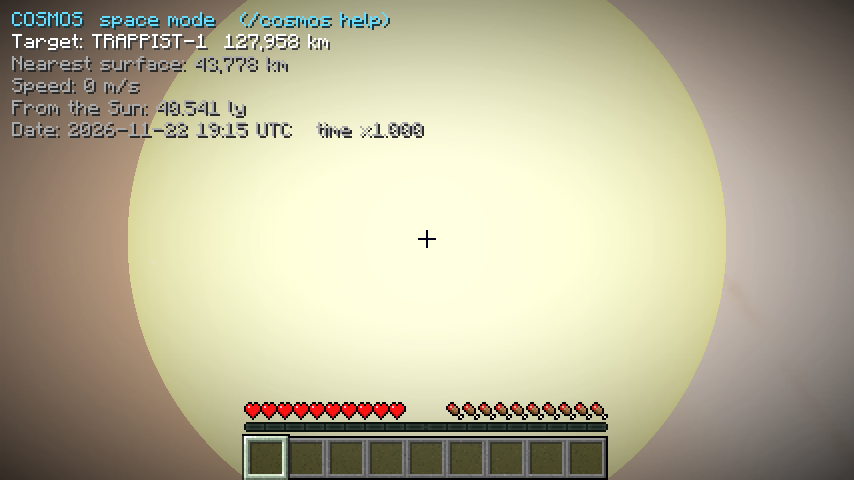 COSMOS space mode (/cosmos help)
Target: TRAPPIST-1 127,958 km
Nearest surface: 43,778 km
Speed: 0 m/s
From the Sun: 40.541 ly
Date: 2026-11-22 19:15 UTC time x1.000